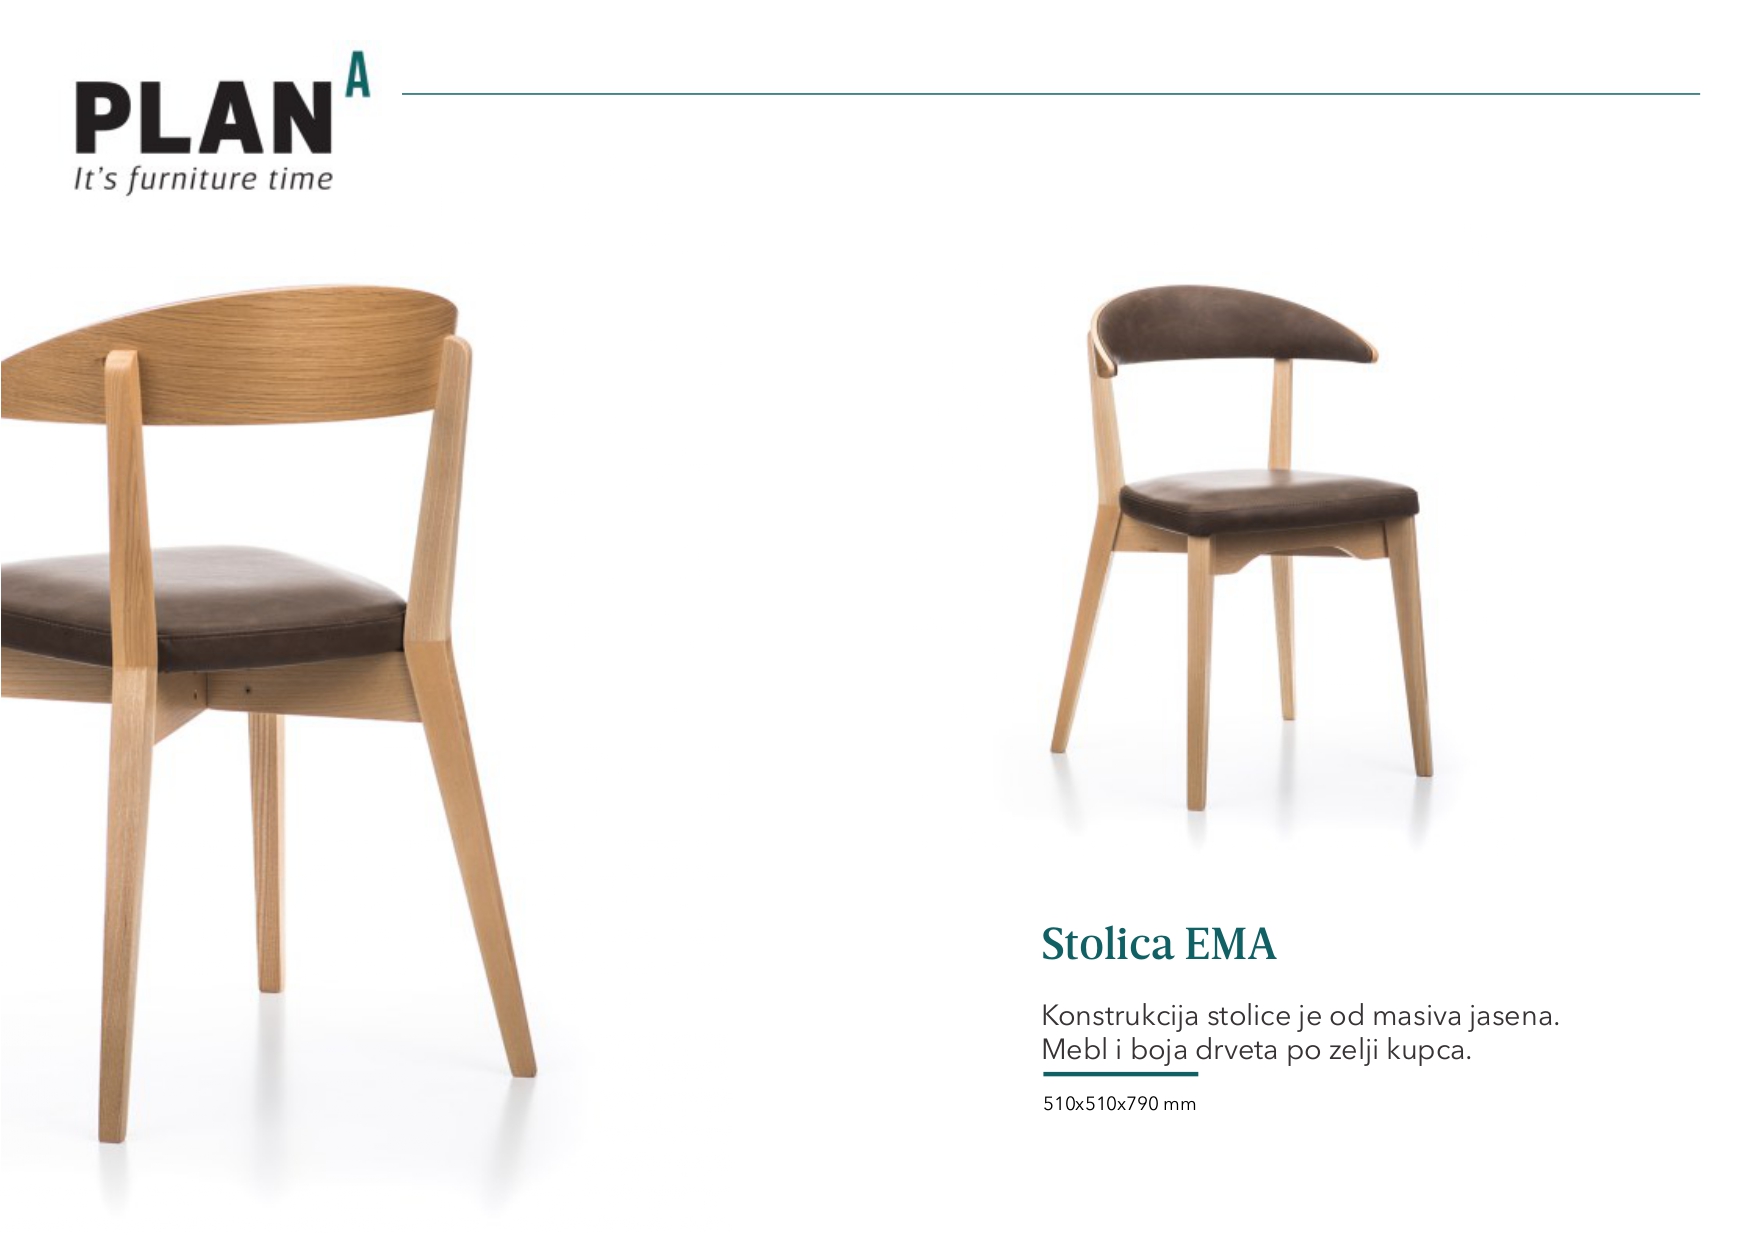 PLAN A
It's furniture time
Stolica EMA
Konstrukcija stolice je od masiva jasena.
Mebl i boja drveta po zelji kupca.
510x510x790 mm